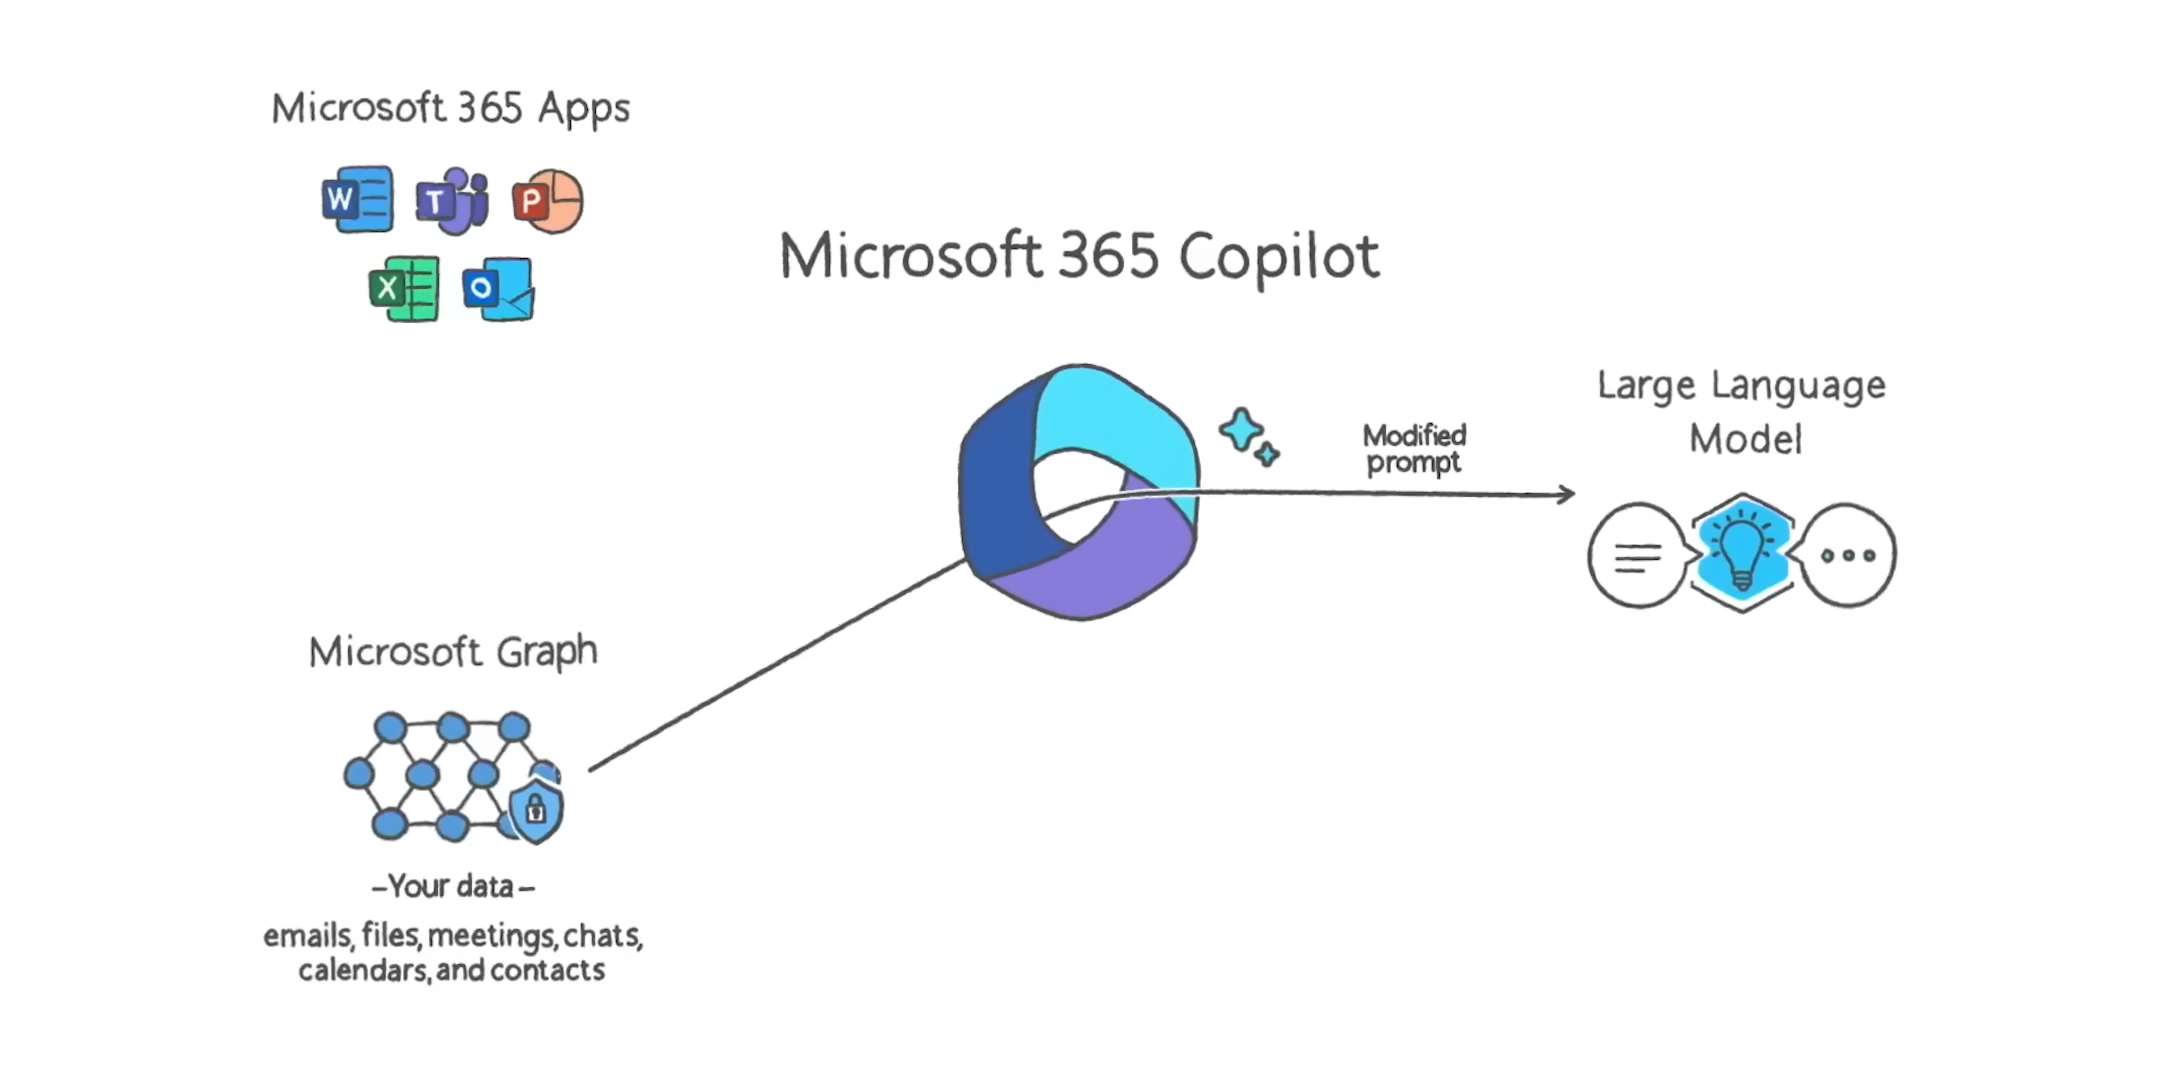 Microsoft 365 Apps
W
T
P
X
O
Microsoft 365 Copilot
Modified
prompt
Large Language
Model
Microsoft Graph
–Your data–
emails, files, meetings, chats,
calendars, and contacts